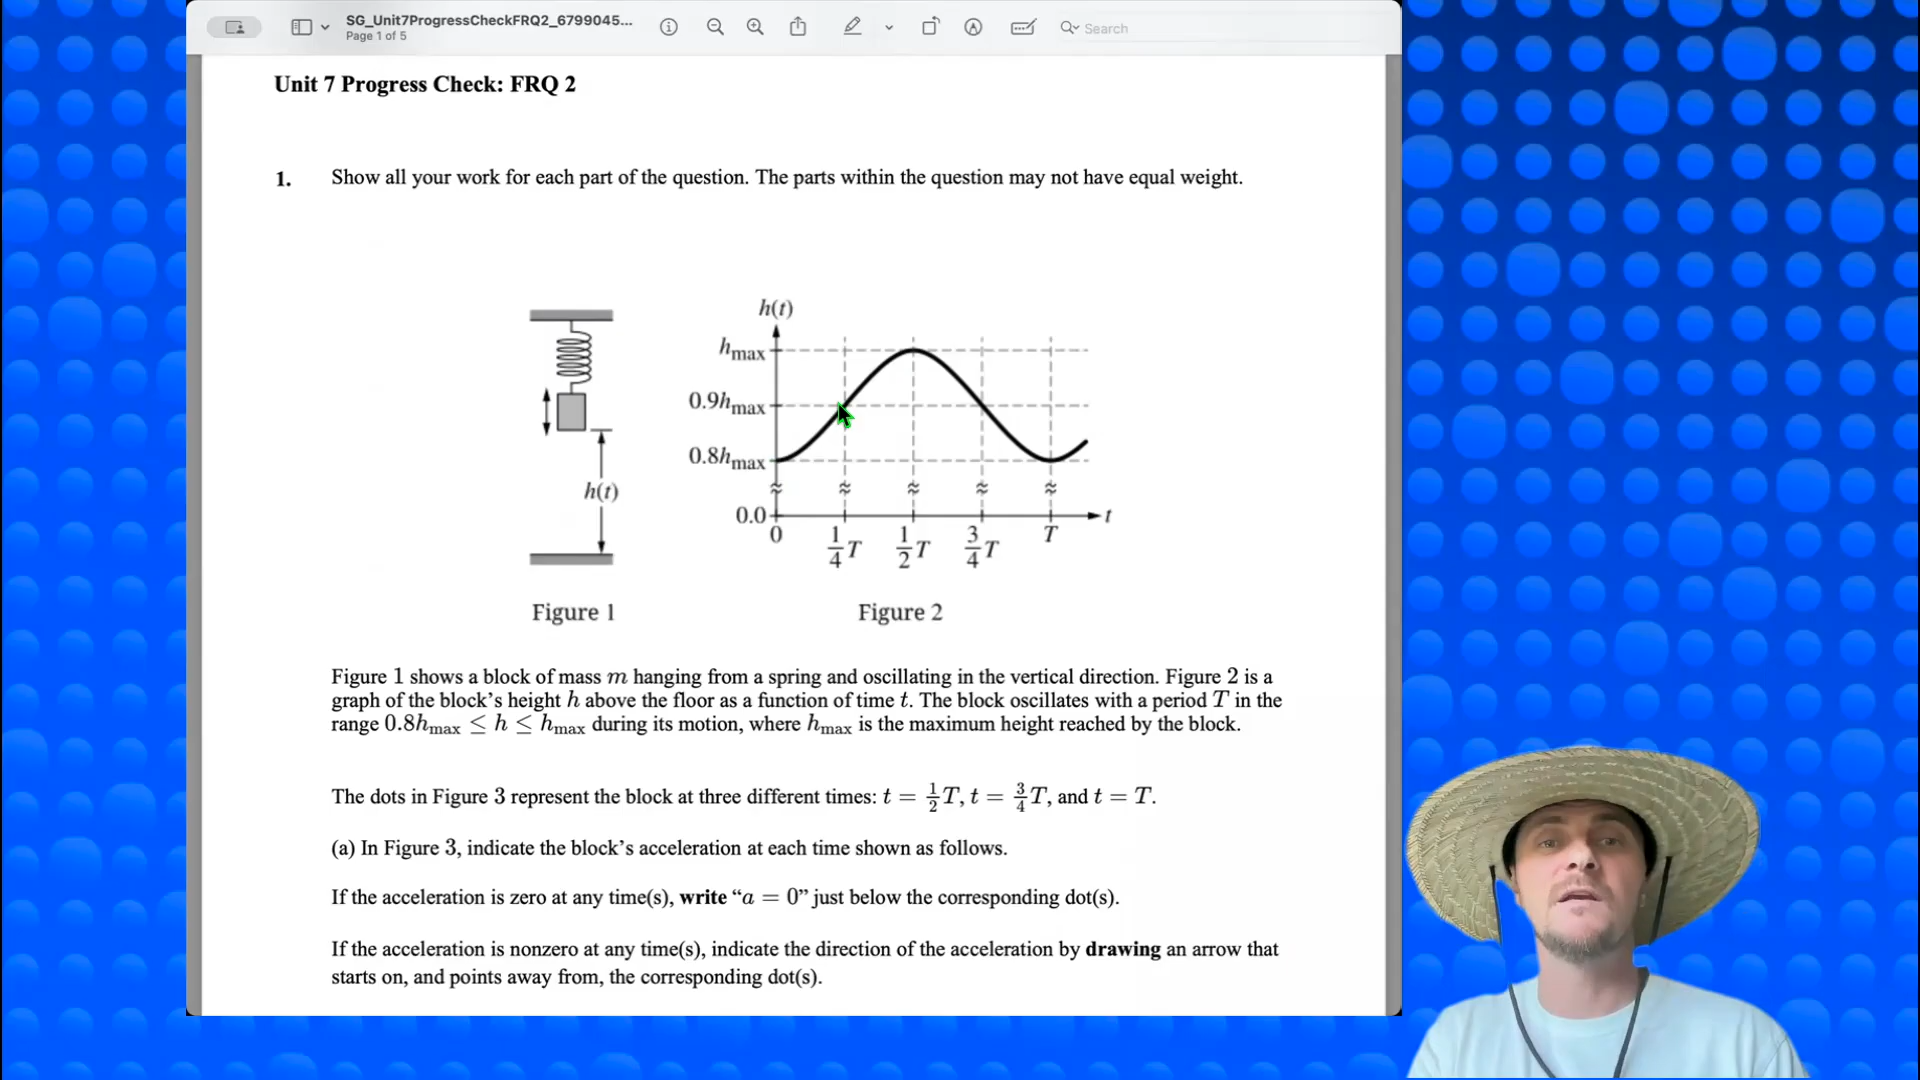 SG_Unit7ProgressCheckFRQ2_6799045...
Page 1 of 5
Search
Unit 7 Progress Check: FRQ 2
1. Show all your work for each part of the question. The parts within the question may not have equal weight.
h(t)
h(t)
hmax
0.9hmax
0.8hmax
0.0
0 1/4 T 1/2 T 3/4 T T
t
Figure 1
Figure 2
Figure 1 shows a block of mass m hanging from a spring and oscillating in the vertical direction. Figure 2 is a
graph of the block’s height h above the floor as a function of time t. The block oscillates with a period T in the
range 0.8hmax ≤ h ≤ hmax during its motion, where hmax is the maximum height reached by the block.
The dots in Figure 3 represent the block at three different times: t = 1/2 T, t = 3/4 T, and t = T.
(a) In Figure 3, indicate the block’s acceleration at each time shown as follows.
If the acceleration is zero at any time(s), write “a = 0” just below the corresponding dot(s).
If the acceleration is nonzero at any time(s), indicate the direction of the acceleration by drawing an arrow that
starts on, and points away from, the corresponding dot(s).